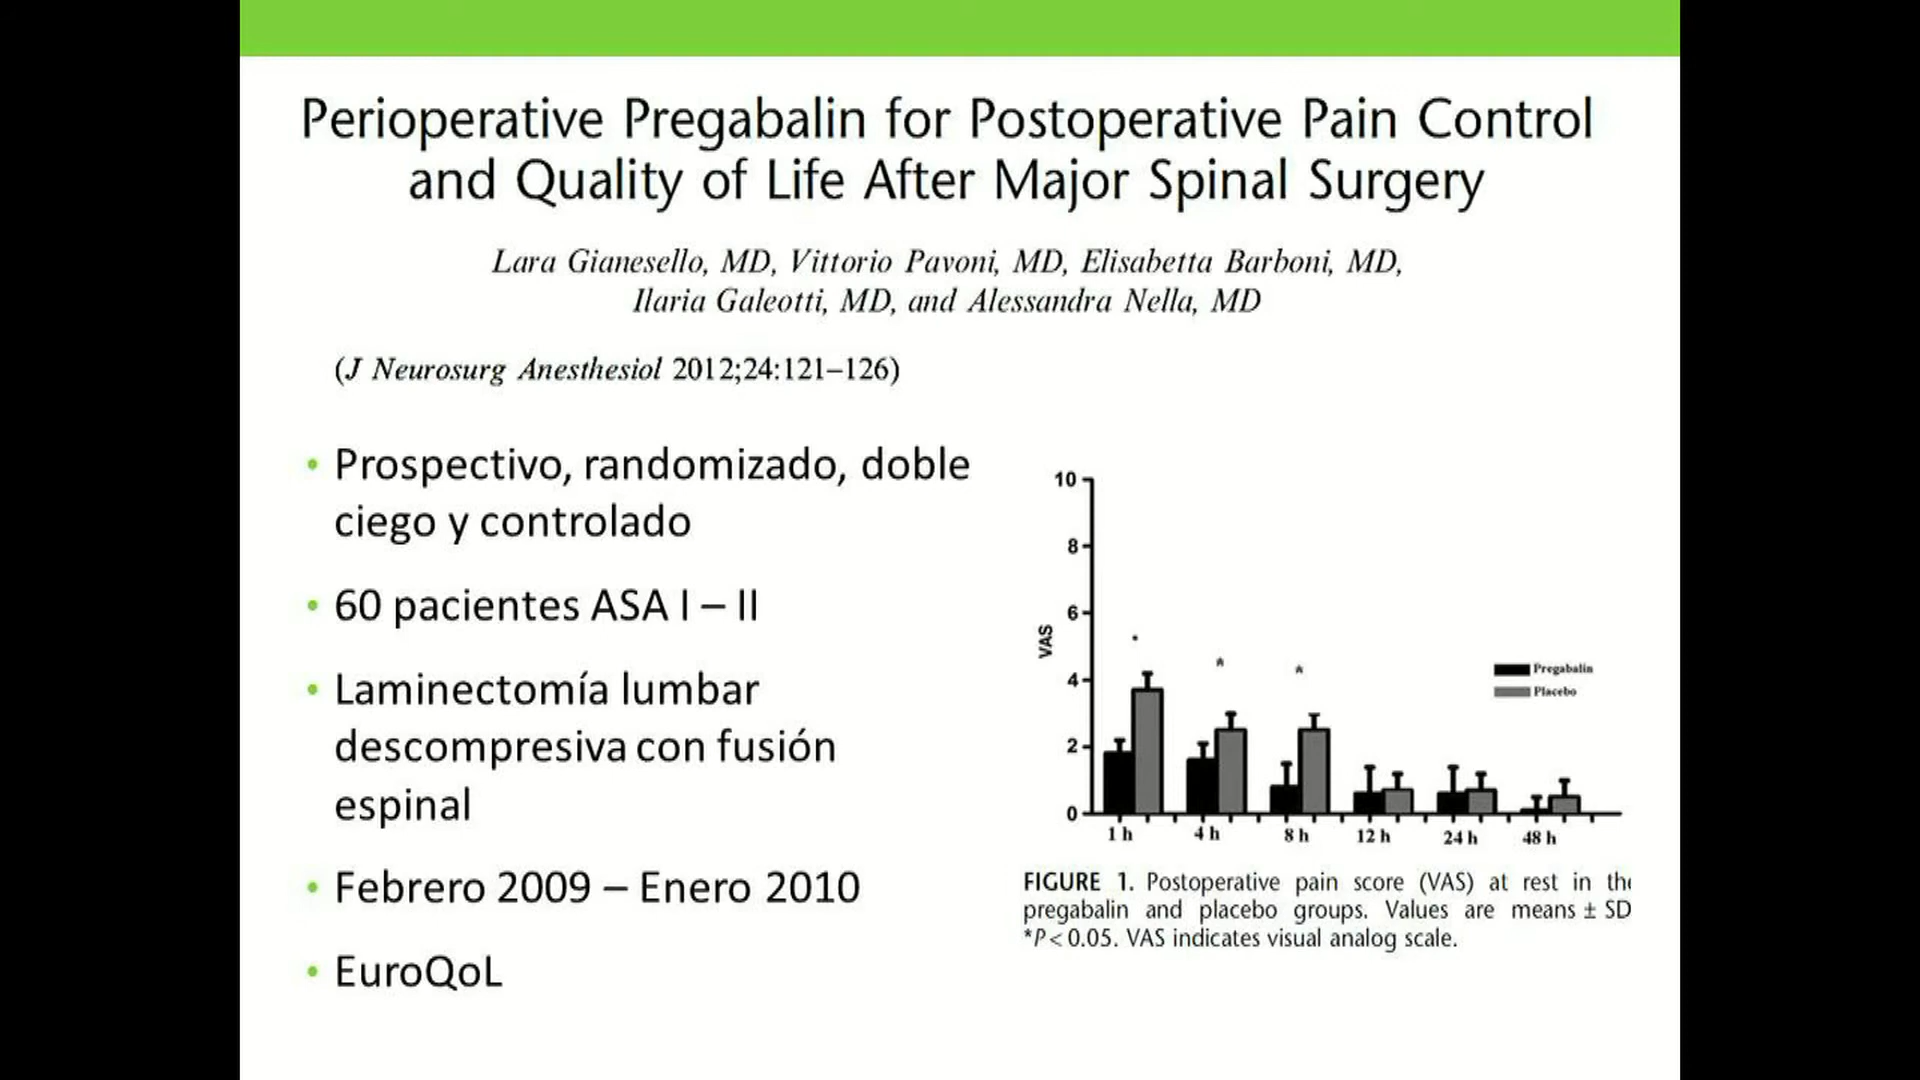 Perioperative Pregabalin for Postoperative Pain Control
and Quality of Life After Major Spinal Surgery
Lara Gianesello, MD, Vittorio Pavoni, MD, Elisabetta Barboni, MD,
Ilaria Galeotti, MD, and Alessandra Nella, MD
(J Neurosurg Anesthesiol 2012;24:121–126)
• Prospectivo, randomizado, doble
ciego y controlado
• 60 pacientes ASA I – II
• Laminectomía lumbar
descompresiva con fusión
espinal
• Febrero 2009 – Enero 2010
• EuroQoL
10
8
6
4
2
0
VAS
* * *
Pregabalin
Placebo
1 h 4 h 8 h 12 h 24 h 48 h
FIGURE 1. Postoperative pain score (VAS) at rest in the
pregabalin and placebo groups. Values are means ± SD
*P < 0.05. VAS indicates visual analog scale.